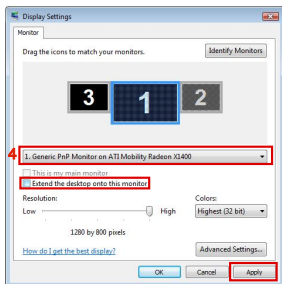 Display Settings
Monitor
Drag the icons to match your monitors.
Identify Monitors
3
1
2
4
1. Generic PnP Monitor on ATI Mobility Radeon X1400
This is my main monitor
Extend the desktop onto this monitor
Resolution:
Colors:
Low
High
Highest (32 bit)
1280 by 800 pixels
How do I get the best display?
Advanced Settings...
OK
Cancel
Apply